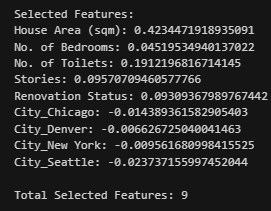 Selected Features:
House Area (sqm): 0.4234471918935091
No. of Bedrooms: 0.04519534940137022
No. of Toilets: 0.1912196816714145
Stories: 0.09570709460577766
Renovation Status: 0.09309367989767442
City_Chicago: -0.014389361582905403
City_Denver: -0.006626725040041463
City_New York: -0.009561680998415525
City_Seattle: -0.023737155997452044

Total Selected Features: 9